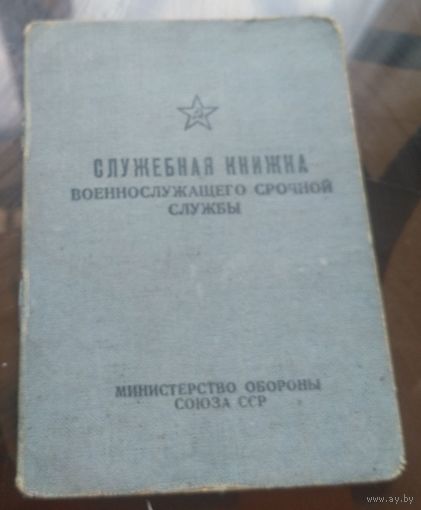 СЛУЖЕБНАЯ КНИЖКА
ВОЕННОСЛУЖАЩЕГО СРОЧНОЙ
СЛУЖБЫ
МИНИСТЕРСТВО ОБОРОНЫ
СОЮЗА ССР
www.ay.by